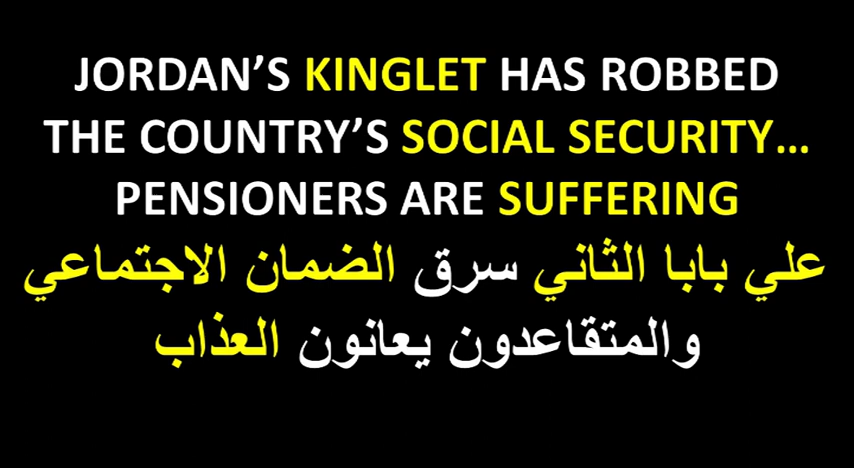 JORDAN’S KINGLET HAS ROBBED
THE COUNTRY’S SOCIAL SECURITY...
PENSIONERS ARE SUFFERING
علي بابا الثاني سرق الضمان الاجتماعي
والمتقاعدون يعانون العذاب